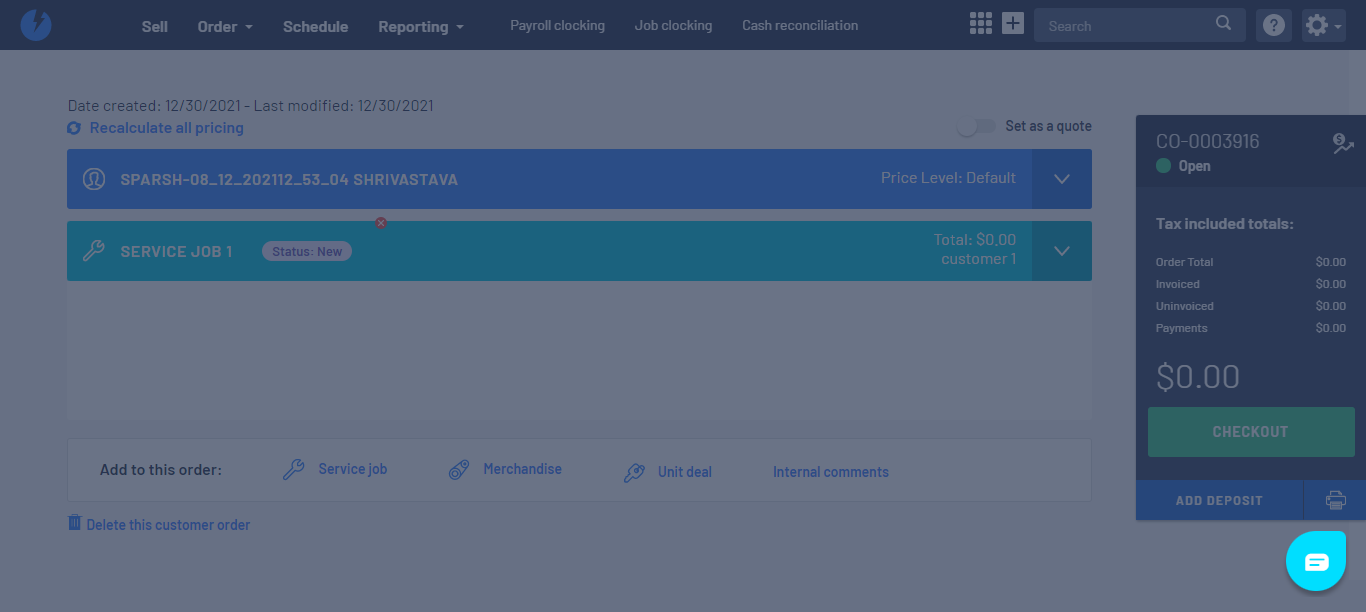 Sell
Order
Schedule
Reporting
Payroll clocking
Job clocking
Cash reconciliation
Search
Date created: 12/30/2021 - Last modified: 12/30/2021
Recalculate all pricing
Set as a quote
SPARSH-08_12_202112_53_04 SHRIVASTAVA
Price Level: Default
SERVICE JOB 1
Status: New
Total: $0.00
customer 1
Add to this order:
Service job
Merchandise
Unit deal
Internal comments
Delete this customer order
CO-0003916
Open
Tax included totals:
Order Total $0.00
Invoiced $0.00
Uninvoiced $0.00
Payments $0.00
$0.00
CHECKOUT
ADD DEPOSIT